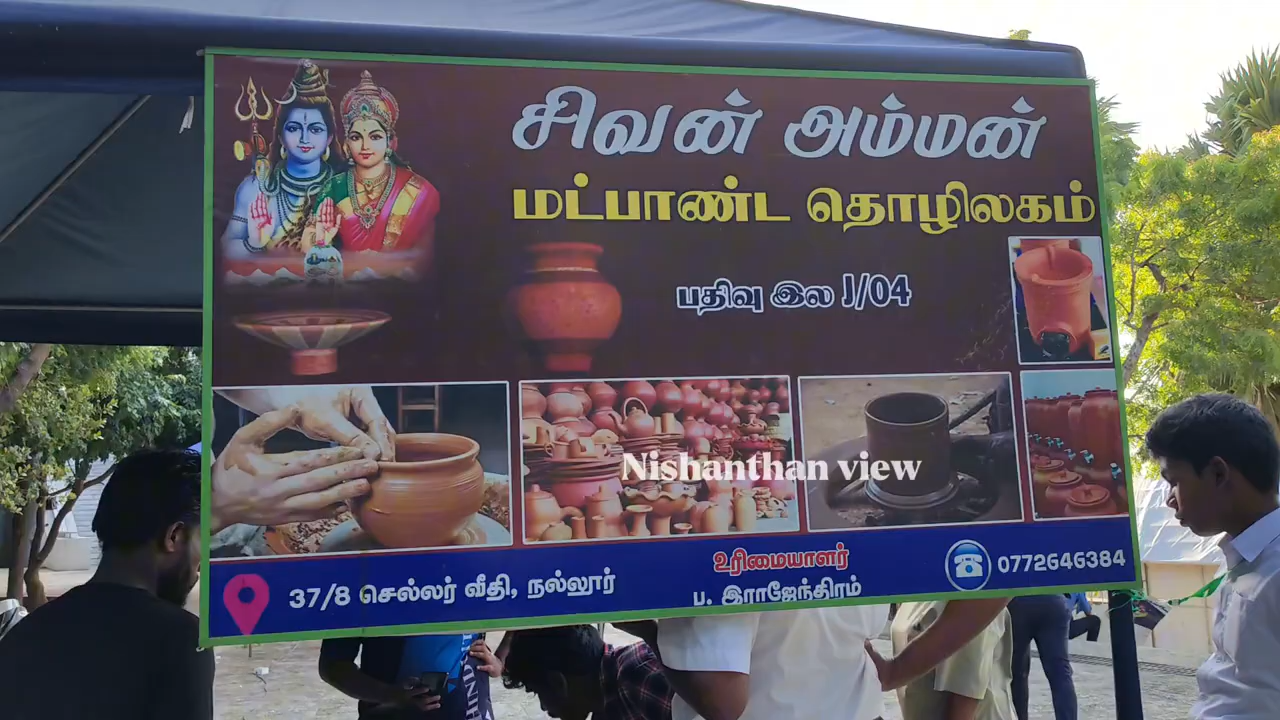 சிவன் அம்மன்
மட்பாண்ட தொழிலகம்
பதிவு இல J/04
Nishanthan view
37/8 செல்லர் வீதி, நல்லூர்
உரிமையாளர்
ப. இராஜேந்திரம்
0772646384